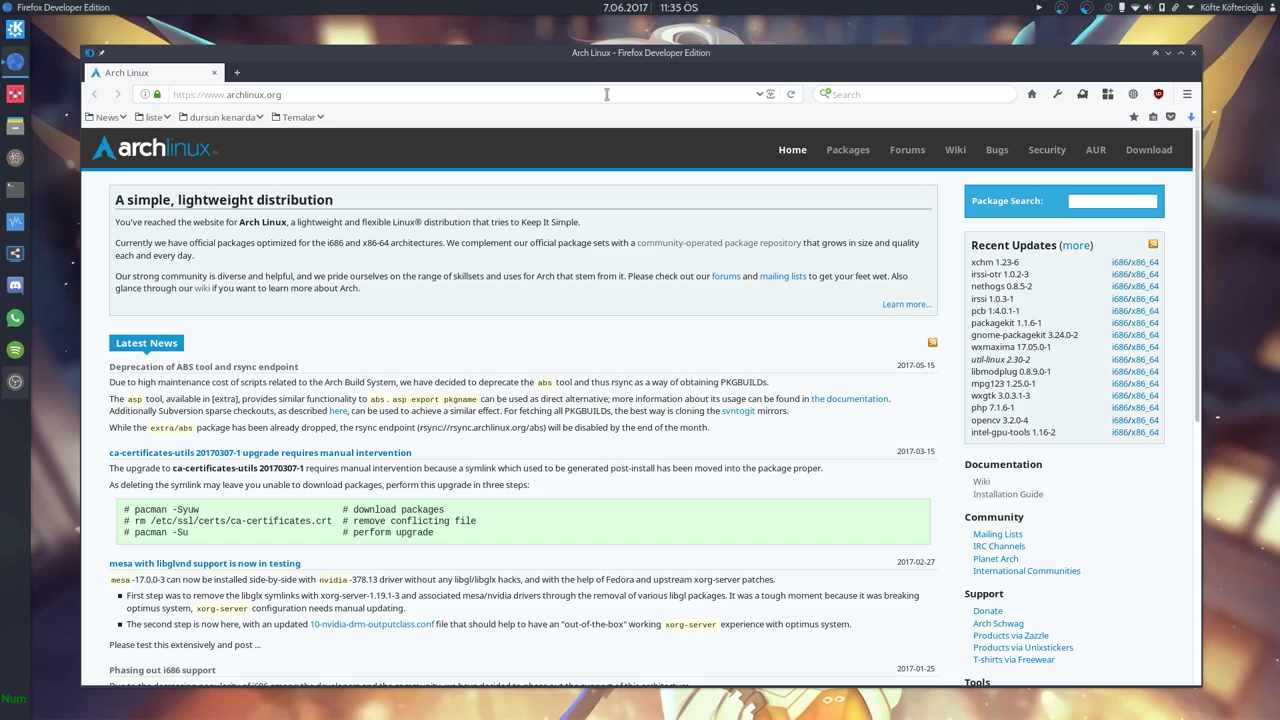 Firefox Developer Edition
7.06.2017 11:35 ÖS
Köfte Köftecioğlu
Arch Linux - Firefox Developer Edition
Arch Linux
https://www.archlinux.org
Search
News
liste
dursun kenarda
Temalar
archlinux
Home
Packages
Forums
Wiki
Bugs
Security
AUR
Download
A simple, lightweight distribution
You've reached the website for Arch Linux, a lightweight and flexible Linux® distribution that tries to Keep It Simple.
Currently we have official packages optimized for the i686 and x86-64 architectures. We complement our official package sets with a community-operated package repository that grows in size and quality
each and every day.
Our strong community is diverse and helpful, and we pride ourselves on the range of skillsets and uses for Arch that stem from it. Please check out our forums and mailing lists to get your feet wet. Also
glance through our wiki if you want to learn more about Arch.
Learn more...
Latest News
Deprecation of ABS tool and rsync endpoint 2017-05-15
Due to high maintenance cost of scripts related to the Arch Build System, we have decided to deprecate the abs tool and thus rsync as a way of obtaining PKGBUILDs.
The asp tool, available in [extra], provides similar functionality to abs. asp export pkgname can be used as direct alternative; more information about its usage can be found in the documentation.
Additionally Subversion sparse checkouts, as described here, can be used to achieve a similar effect. For fetching all PKGBUILDs, the best way is cloning the svntogit mirrors.
While the extra/abs package has been already dropped, the rsync endpoint (rsync://rsync.archlinux.org/abs) will be disabled by the end of the month.
ca-certificates-utils 20170307-1 upgrade requires manual intervention 2017-03-15
The upgrade to ca-certificates-utils 20170307-1 requires manual intervention because a symlink which used to be generated post-install has been moved into the package proper.
As deleting the symlink may leave you unable to download packages, perform this upgrade in three steps:
# pacman -Syuw # download packages
# rm /etc/ssl/certs/ca-certificates.crt # remove conflicting file
# pacman -Su # perform upgrade
mesa with libglvnd support is now in testing 2017-02-27
mesa-17.0.0-3 can now be installed side-by-side with nvidia-378.13 driver without any libgl/libglx hacks, and with the help of Fedora and upstream xorg-server patches.
First step was to remove the libglx symlinks with xorg-server-1.19.1-3 and associated mesa/nvidia drivers through the removal of various libgl packages. It was a tough moment because it was breaking
optimus system, xorg-server configuration needs manual updating.
The second step is now here, with an updated 10-nvidia-drm-outputclass.conf file that should help to have an "out-of-the-box" working xorg-server experience with optimus system.
Please test this extensively and post ...
Phasing out i686 support 2017-01-25
Package Search:
Recent Updates (more)
xchm 1.23-6 i686/x86_64
irssi-otr 1.0.2-3 i686/x86_64
nethogs 0.8.5-2 i686/x86_64
irssi 1.0.3-1 i686/x86_64
pcb 1:4.0.1-1 i686/x86_64
packagekit 1.1.6-1 i686/x86_64
gnome-packagekit 3.24.0-2 i686/x86_64
wxmaxima 17.05.0-1 i686/x86_64
util-linux 2.30-2 i686/x86_64
libmodplug 0.8.9.0-1 i686/x86_64
mpg123 1.25.0-1 i686/x86_64
wxgtk 3.0.3.1-3 i686/x86_64
php 7.1.6-1 i686/x86_64
opencv 3.2.0-4 i686/x86_64
intel-gpu-tools 1.16-2 i686/x86_64
Documentation
Wiki
Installation Guide
Community
Mailing Lists
IRC Channels
Planet Arch
International Communities
Support
Donate
Arch Schwag
Products via Zazzle
Products via Unixstickers
T-shirts via Freewear
Tools
Num